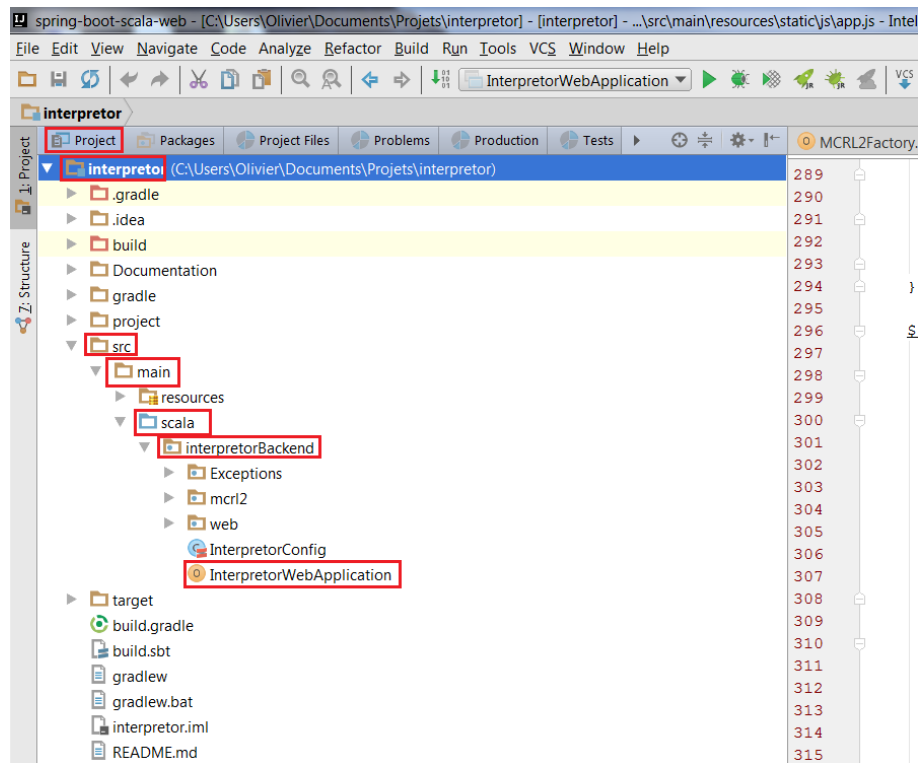 spring-boot-scala-web - [C:\Users\Olivier\Documents\Projets\interpretor] - [interpretor] - ...\src\main\resources\static\js\app.js - Intel
File Edit View Navigate Code Analyze Refactor Build Run Tools VCS Window Help
InterpretorWebApplication VCS
interpretor
1: Project
Z: Structure
Project Packages Project Files Problems Production Tests MCRL2Factory.
interpretor (C:\Users\Olivier\Documents\Projets\interpretor)
.gradle
.idea
build
Documentation
gradle
project
src
main
resources
scala
interpretorBackend
Exceptions
mcrl2
web
InterpretorConfig
InterpretorWebApplication
target
build.gradle
build.sbt
gradlew
gradlew.bat
interpretor.iml
README.md
289
290
291
292
293
294 }
295
296 $
297
298
299
300
301
302
303
304
305
306
307
308
309
310
311
312
313
314
315